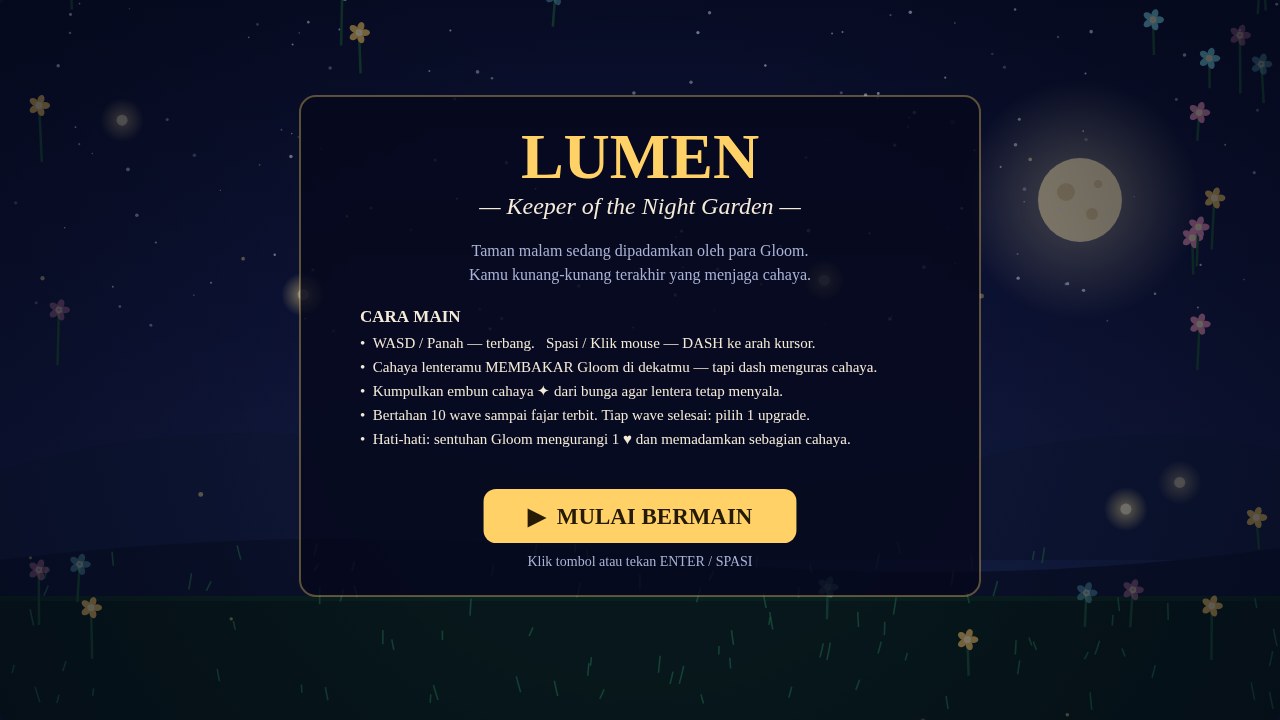 LUMEN
— Keeper of the Night Garden —
Taman malam sedang dipadamkan oleh para Gloom.
Kamu kunang-kunang terakhir yang menjaga cahaya.
CARA MAIN
• WASD / Panah — terbang.   Spasi / Klik mouse — DASH ke arah kursor.
• Cahaya lenteramu MEMBAKAR Gloom di dekatmu — tapi dash menguras cahaya.
• Kumpulkan embun cahaya ✦ dari bunga agar lentera tetap menyala.
• Bertahan 10 wave sampai fajar terbit. Tiap wave selesai: pilih 1 upgrade.
• Hati-hati: sentuhan Gloom mengurangi 1 ♥ dan memadamkan sebagian cahaya.
▶ MULAI BERMAIN
Klik tombol atau tekan ENTER / SPASI